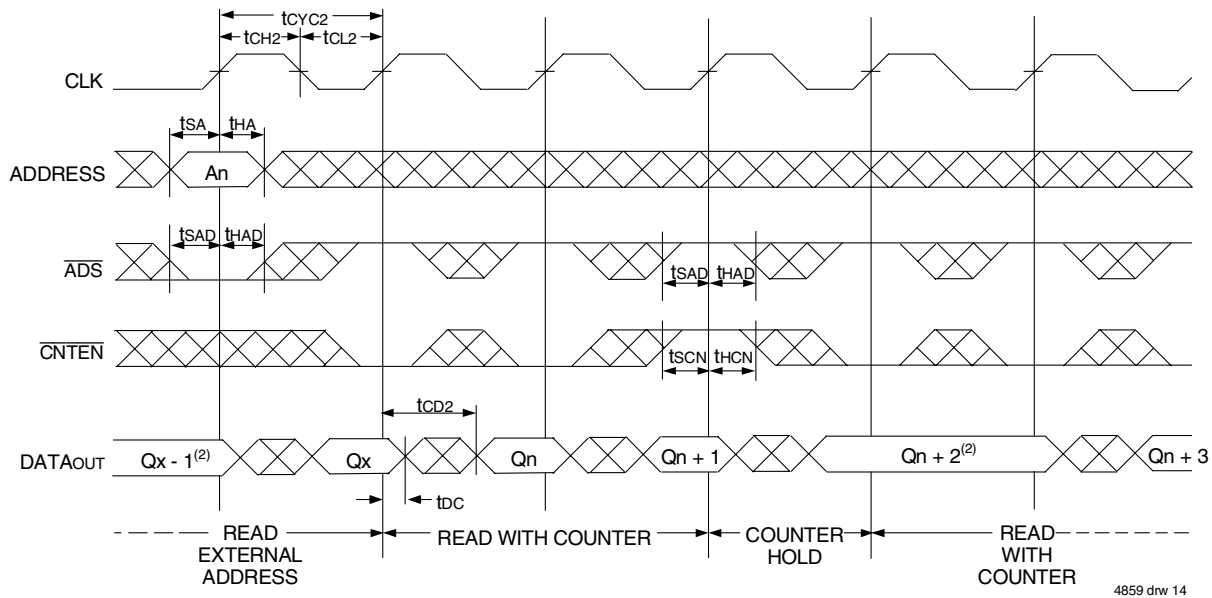 tCYC2
tCH2 tCL2
CLK
tSA tHA
ADDRESS An
tSAD tHAD
ADS
tSAD tHAD
CNTEN
tSCN tHCN
tCD2
DATAOUT Qx - 1(2) Qx Qn Qn + 1 Qn + 2(2) Qn + 3
tDC
READ
EXTERNAL
ADDRESS
READ WITH COUNTER
COUNTER
HOLD
READ
WITH
COUNTER
4859 drw 14